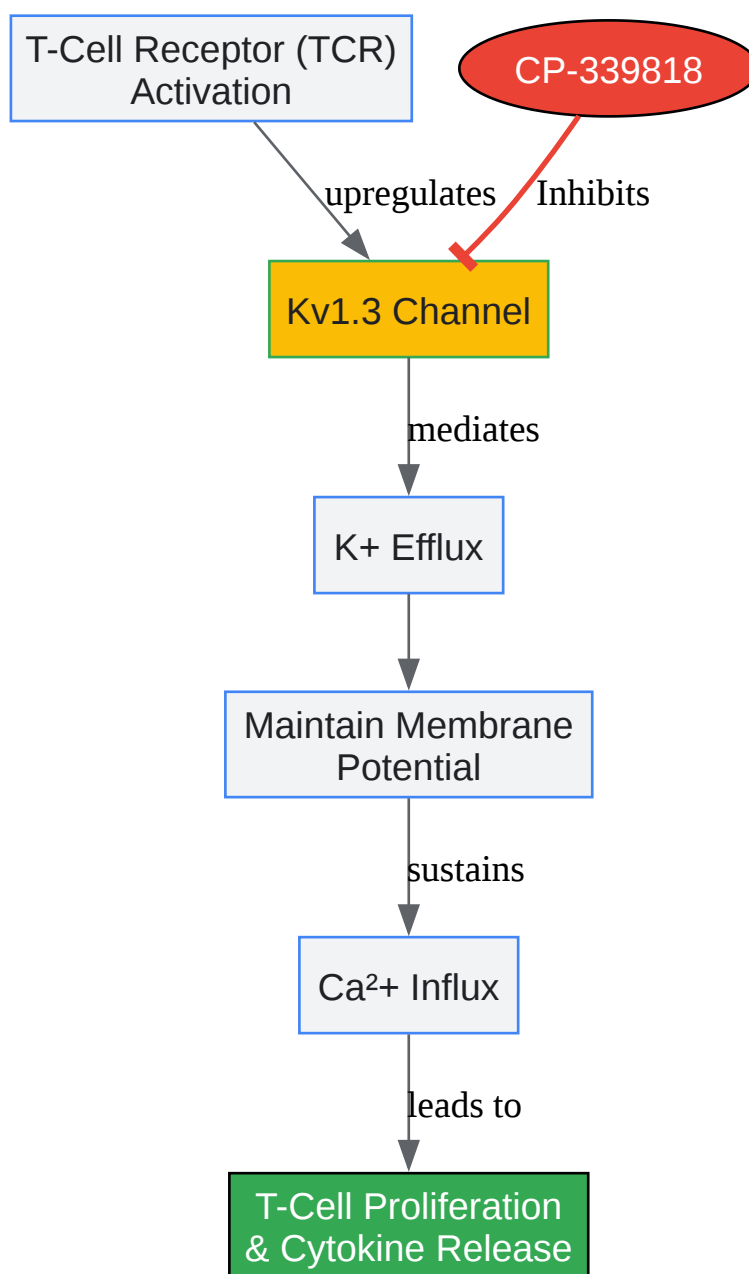 T-Cell Receptor (TCR)
Activation
CP-339818
upregulates
Inhibits
Kv1.3 Channel
mediates
K+ Efflux
Maintain Membrane
Potential
sustains
Ca²+ Influx
leads to
T-Cell Proliferation
& Cytokine Release